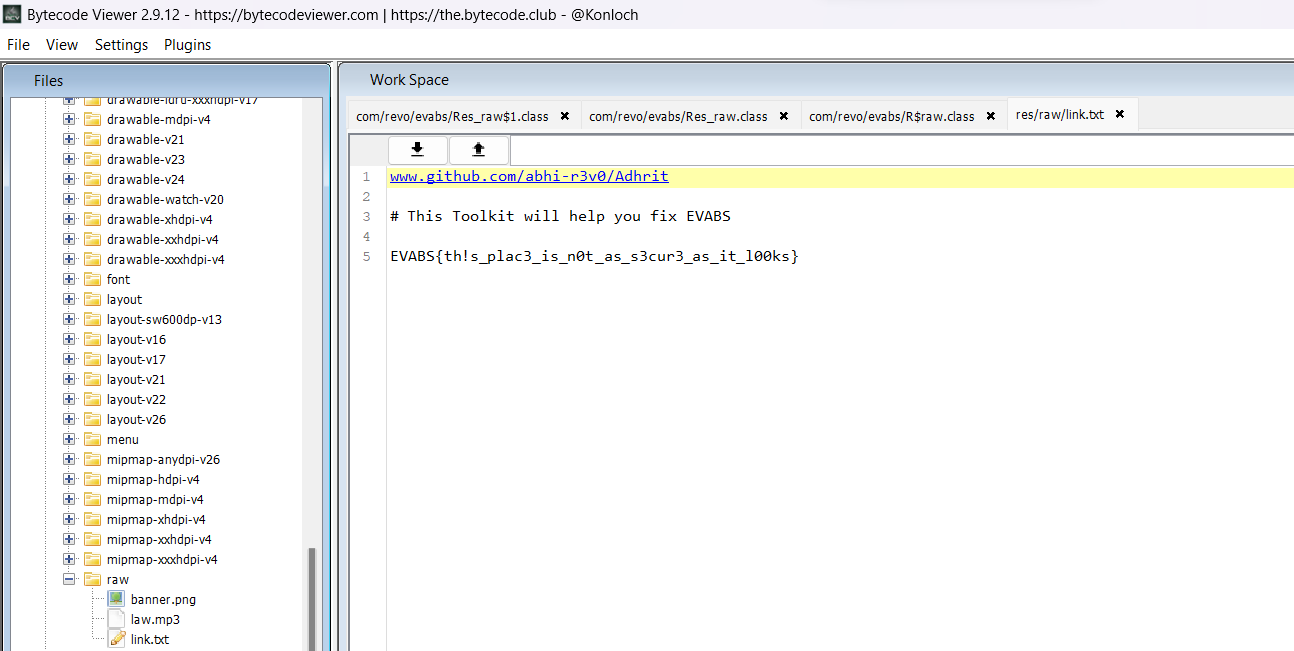 Bytecode Viewer 2.9.12 - https://bytecodeviewer.com | https://the.bytecode.club - @Konloch
File View Settings Plugins
Files
drawable-ldrtl-xxxhdpi-v17
drawable-mdpi-v4
drawable-v21
drawable-v23
drawable-v24
drawable-watch-v20
drawable-xhdpi-v4
drawable-xxhdpi-v4
drawable-xxxhdpi-v4
font
layout
layout-sw600dp-v13
layout-v16
layout-v17
layout-v21
layout-v22
layout-v26
menu
mipmap-anydpi-v26
mipmap-hdpi-v4
mipmap-mdpi-v4
mipmap-xhdpi-v4
mipmap-xxhdpi-v4
mipmap-xxxhdpi-v4
raw
banner.png
law.mp3
link.txt
Work Space
com/revo/evabs/Res_raw$1.class com/revo/evabs/Res_raw.class com/revo/evabs/R$raw.class res/raw/link.txt
1 www.github.com/abhi-r3v0/Adhrit
2
3 # This Toolkit will help you fix EVABS
4
5 EVABS{th!s_plac3_is_n0t_as_s3cur3_as_it_l00ks}